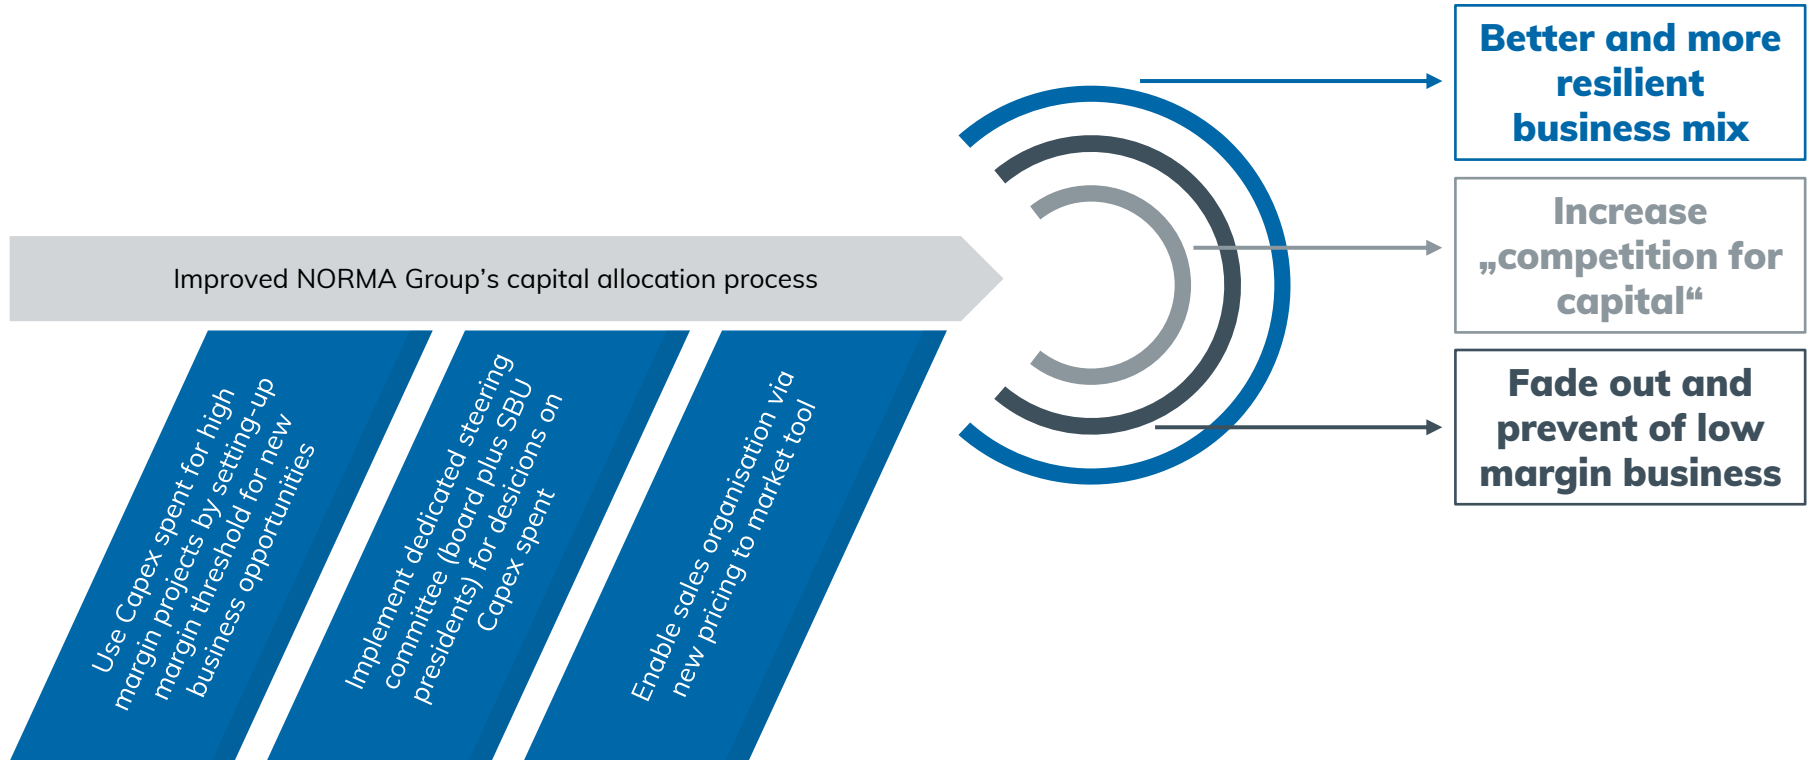 Improved NORMA Group’s capital allocation process
Use Capex spent for high
margin projects by setting-up
margin threshold for new
business opportunities
Implement dedicated steering
committee (board plus SBU
presidents) for desicions on
Capex spent
Enable sales organisation via
new pricing to market tool
Better and more
resilient
business mix
Increase
„competition for
capital“
Fade out and
prevent of low
margin business